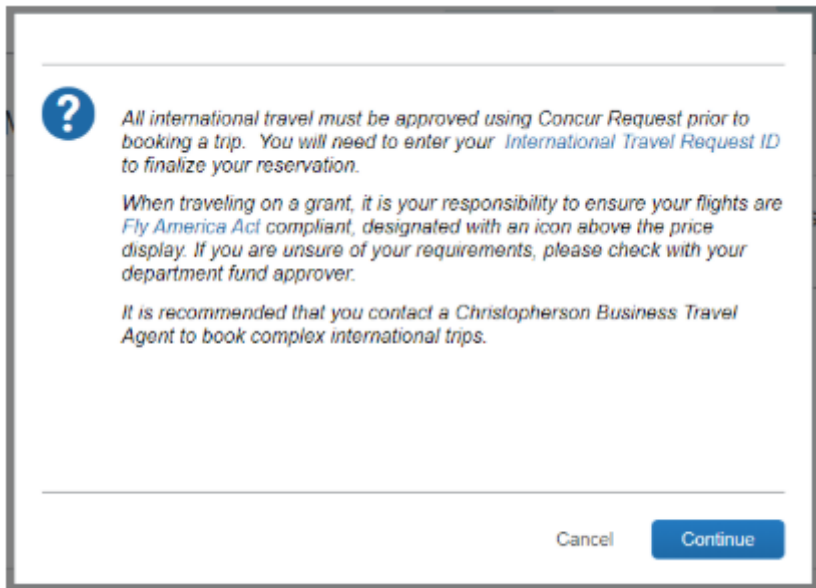 ?
All international travel must be approved using Concur Request prior to
booking a trip. You will need to enter your International Travel Request ID
to finalize your reservation.
When traveling on a grant, it is your responsibility to ensure your flights are
Fly America Act compliant, designated with an icon above the price
display. If you are unsure of your requirements, please check with your
department fund approver.
It is recommended that you contact a Christopherson Business Travel
Agent to book complex international trips.
Cancel Continue